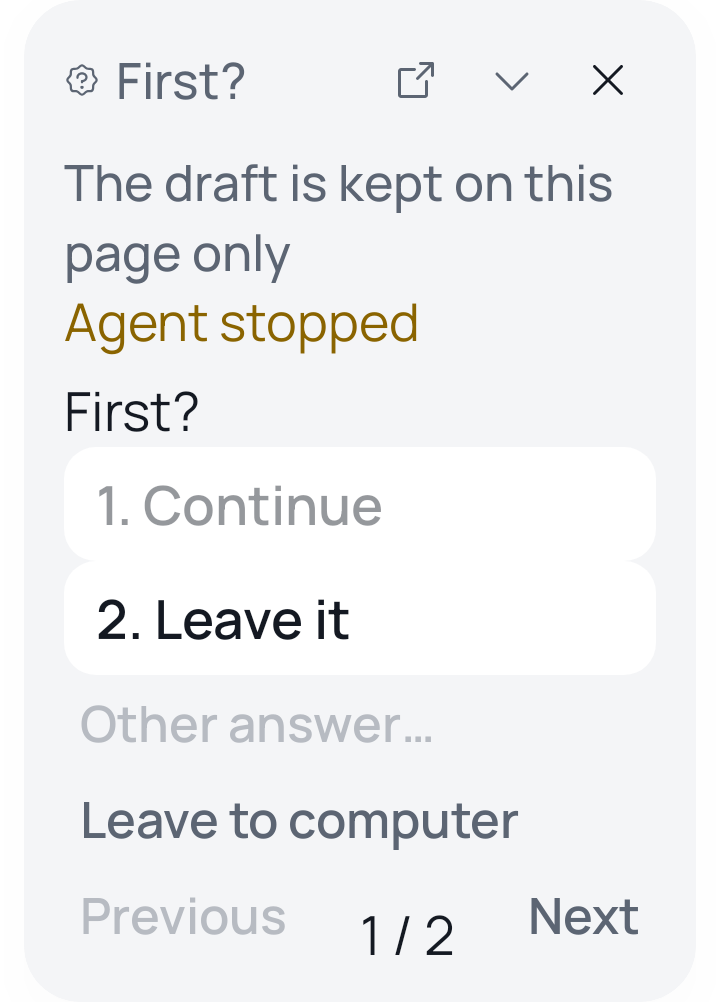 First?
The draft is kept on this
page only
Agent stopped
First?
1. Continue
2. Leave it
Other answer…
Leave to computer
Previous 1 / 2 Next